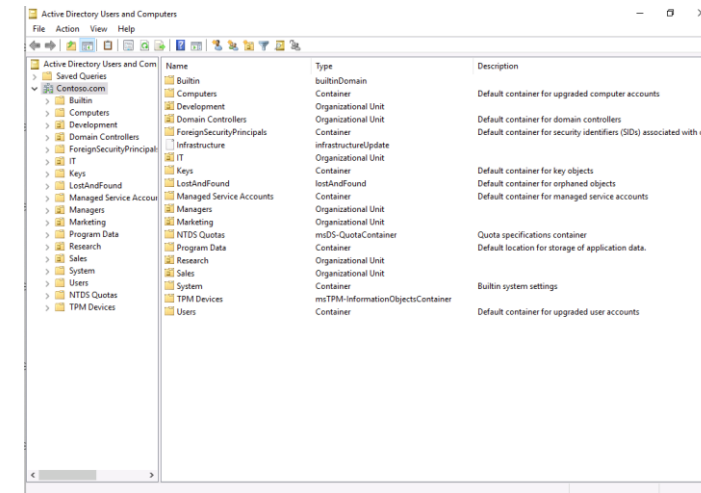 Active Directory Users and Computers
File Action View Help
Active Directory Users and Com
Saved Queries
Contoso.com
Builtin
Computers
Development
Domain Controllers
ForeignSecurityPrincipals
IT
Keys
LostAndFound
Managed Service Accour
Managers
Marketing
Program Data
Research
Sales
System
Users
NTDS Quotas
TPM Devices
Name Type Description
Builtin builtinDomain
Computers Container Default container for upgraded computer accounts
Development Organizational Unit
Domain Controllers Organizational Unit Default container for domain controllers
ForeignSecurityPrincipals Container Default container for security identifiers (SIDs) associated with
Infrastructure infrastructureUpdate
IT Organizational Unit
Keys Container Default container for key objects
LostAndFound lostAndFound Default container for orphaned objects
Managed Service Accounts Container Default container for managed service accounts
Managers Organizational Unit
Marketing Organizational Unit
NTDS Quotas msDS-QuotaContainer Quota specifications container
Program Data Container Default location for storage of application data.
Research Organizational Unit
Sales Organizational Unit
System Container Builtin system settings
TPM Devices msTPM-InformationObjectsContainer
Users Container Default container for upgraded user accounts